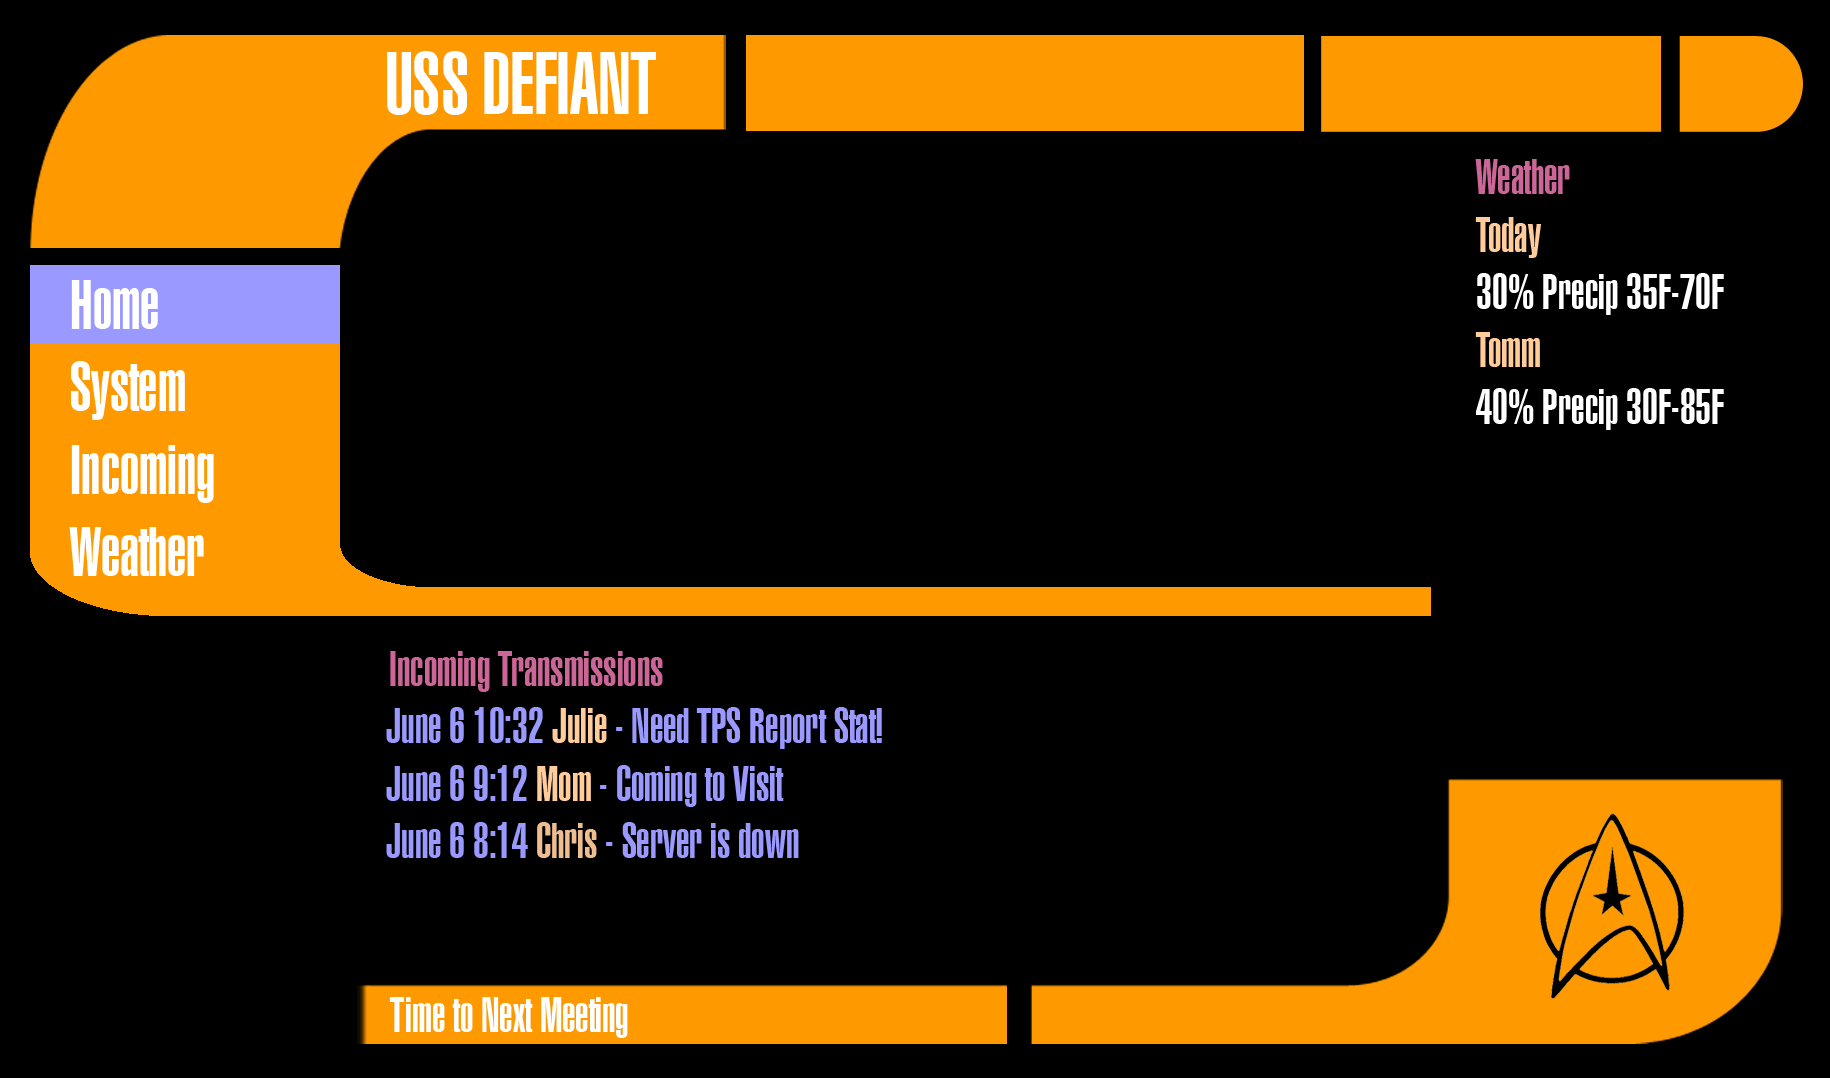 USS DEFIANT
Home
System
Incoming
Weather
Weather
Today
30% Precip 35F-70F
Tomm
40% Precip 30F-85F
Incoming Transmissions
June 6 10:32 Julie - Need TPS Report Stat!
June 6 9:12 Mom - Coming to Visit
June 6 8:14 Chris - Server is down
Time to Next Meeting